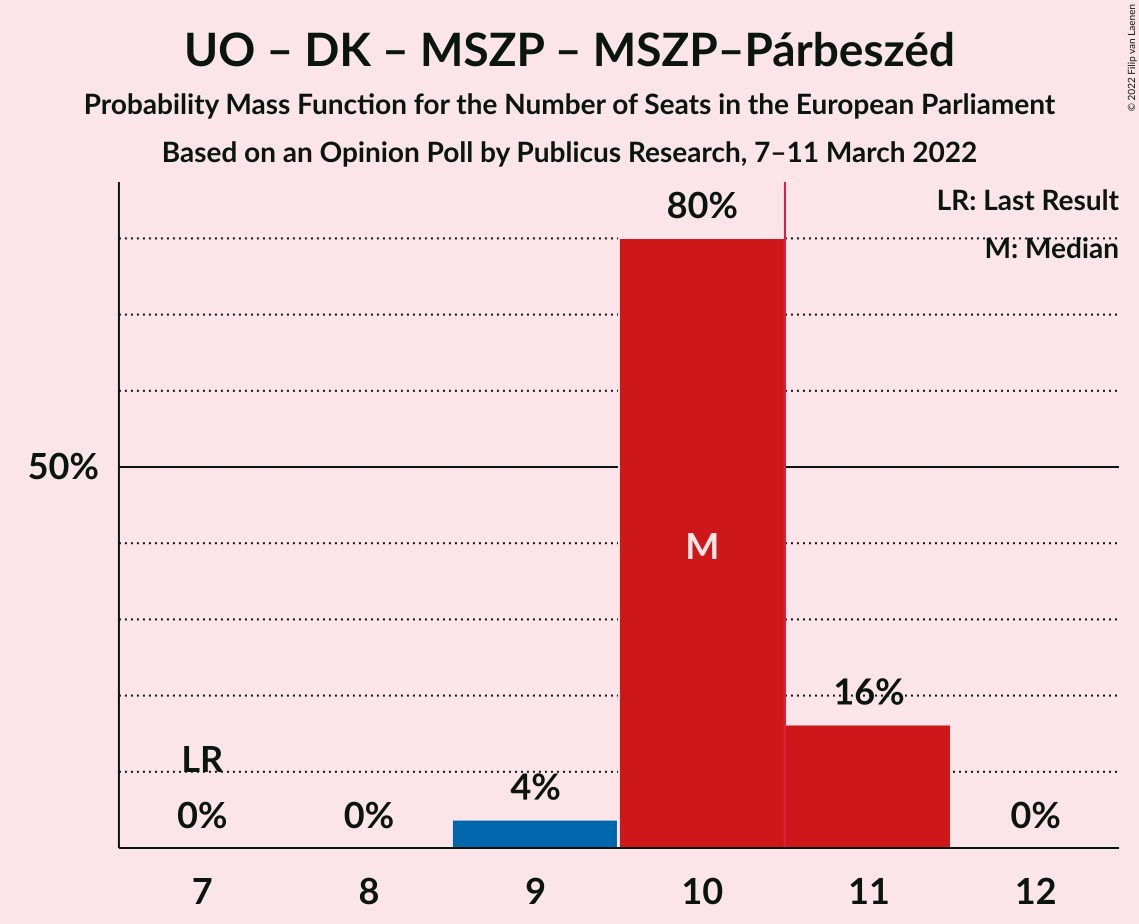 UO – DK – MSZP – MSZP–Párbeszéd
Probability Mass Function for the Number of Seats in the European Parliament
Based on an Opinion Poll by Publicus Research, 7–11 March 2022
© 2022 Filip van Laenen
LR: Last Result
M: Median
80%
50%
M
16%
LR
4%
0%
0%
0%
7
8
9
10
11
12